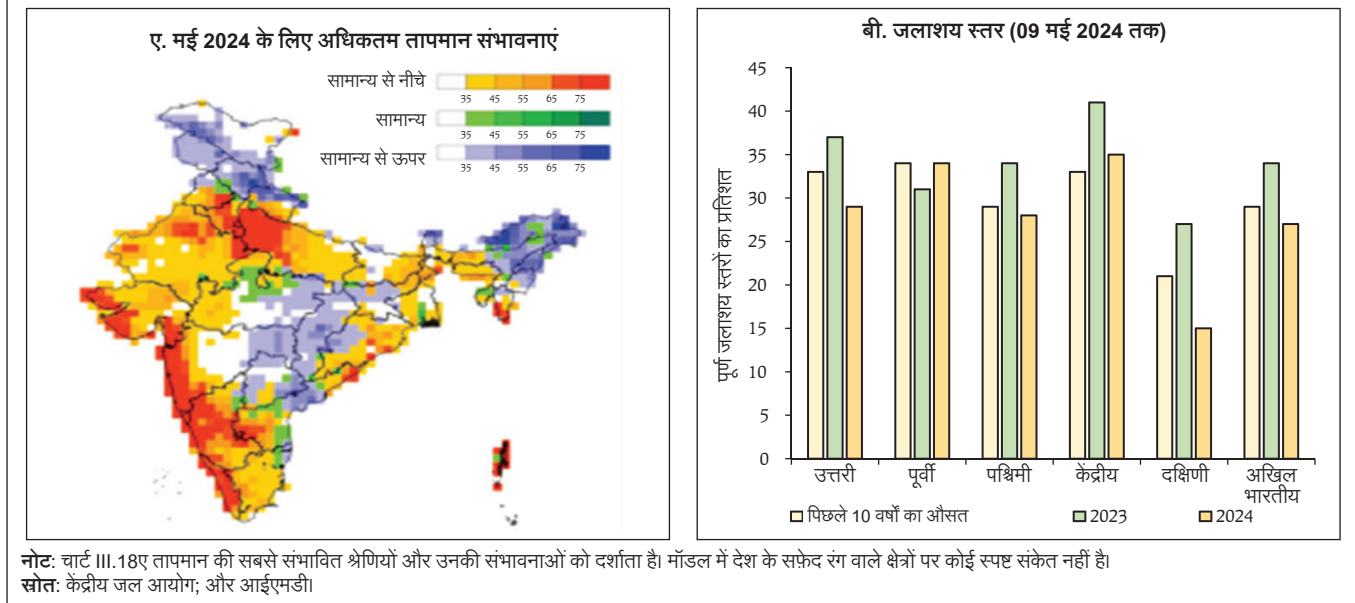 ए. मई 2024 के लिए अधिकतम तापमान संभावनाएं
सामान्य से नीचे
35 45 55 65 75
सामान्य
35 45 55 65 75
सामान्य से ऊपर
35 45 55 65 75
बी. जलाशय स्तर (09 मई 2024 तक)
पूर्ण जलाशय स्तरों का प्रतिशत
45
40
35
30
25
20
15
10
5
0
उत्तरी पूर्वी पश्चिमी केंद्रीय दक्षिणी अखिल
भारतीय
पिछले 10 वर्षों का औसत 2023 2024
नोट: चार्ट III.18ए तापमान की सबसे संभावित श्रेणियों और उनकी संभावनाओं को दर्शाता है। मॉडल में देश के सफ़ेद रंग वाले क्षेत्रों पर कोई स्पष्ट संकेत नहीं है।
स्रोत: केंद्रीय जल आयोग; और आईएमडी।